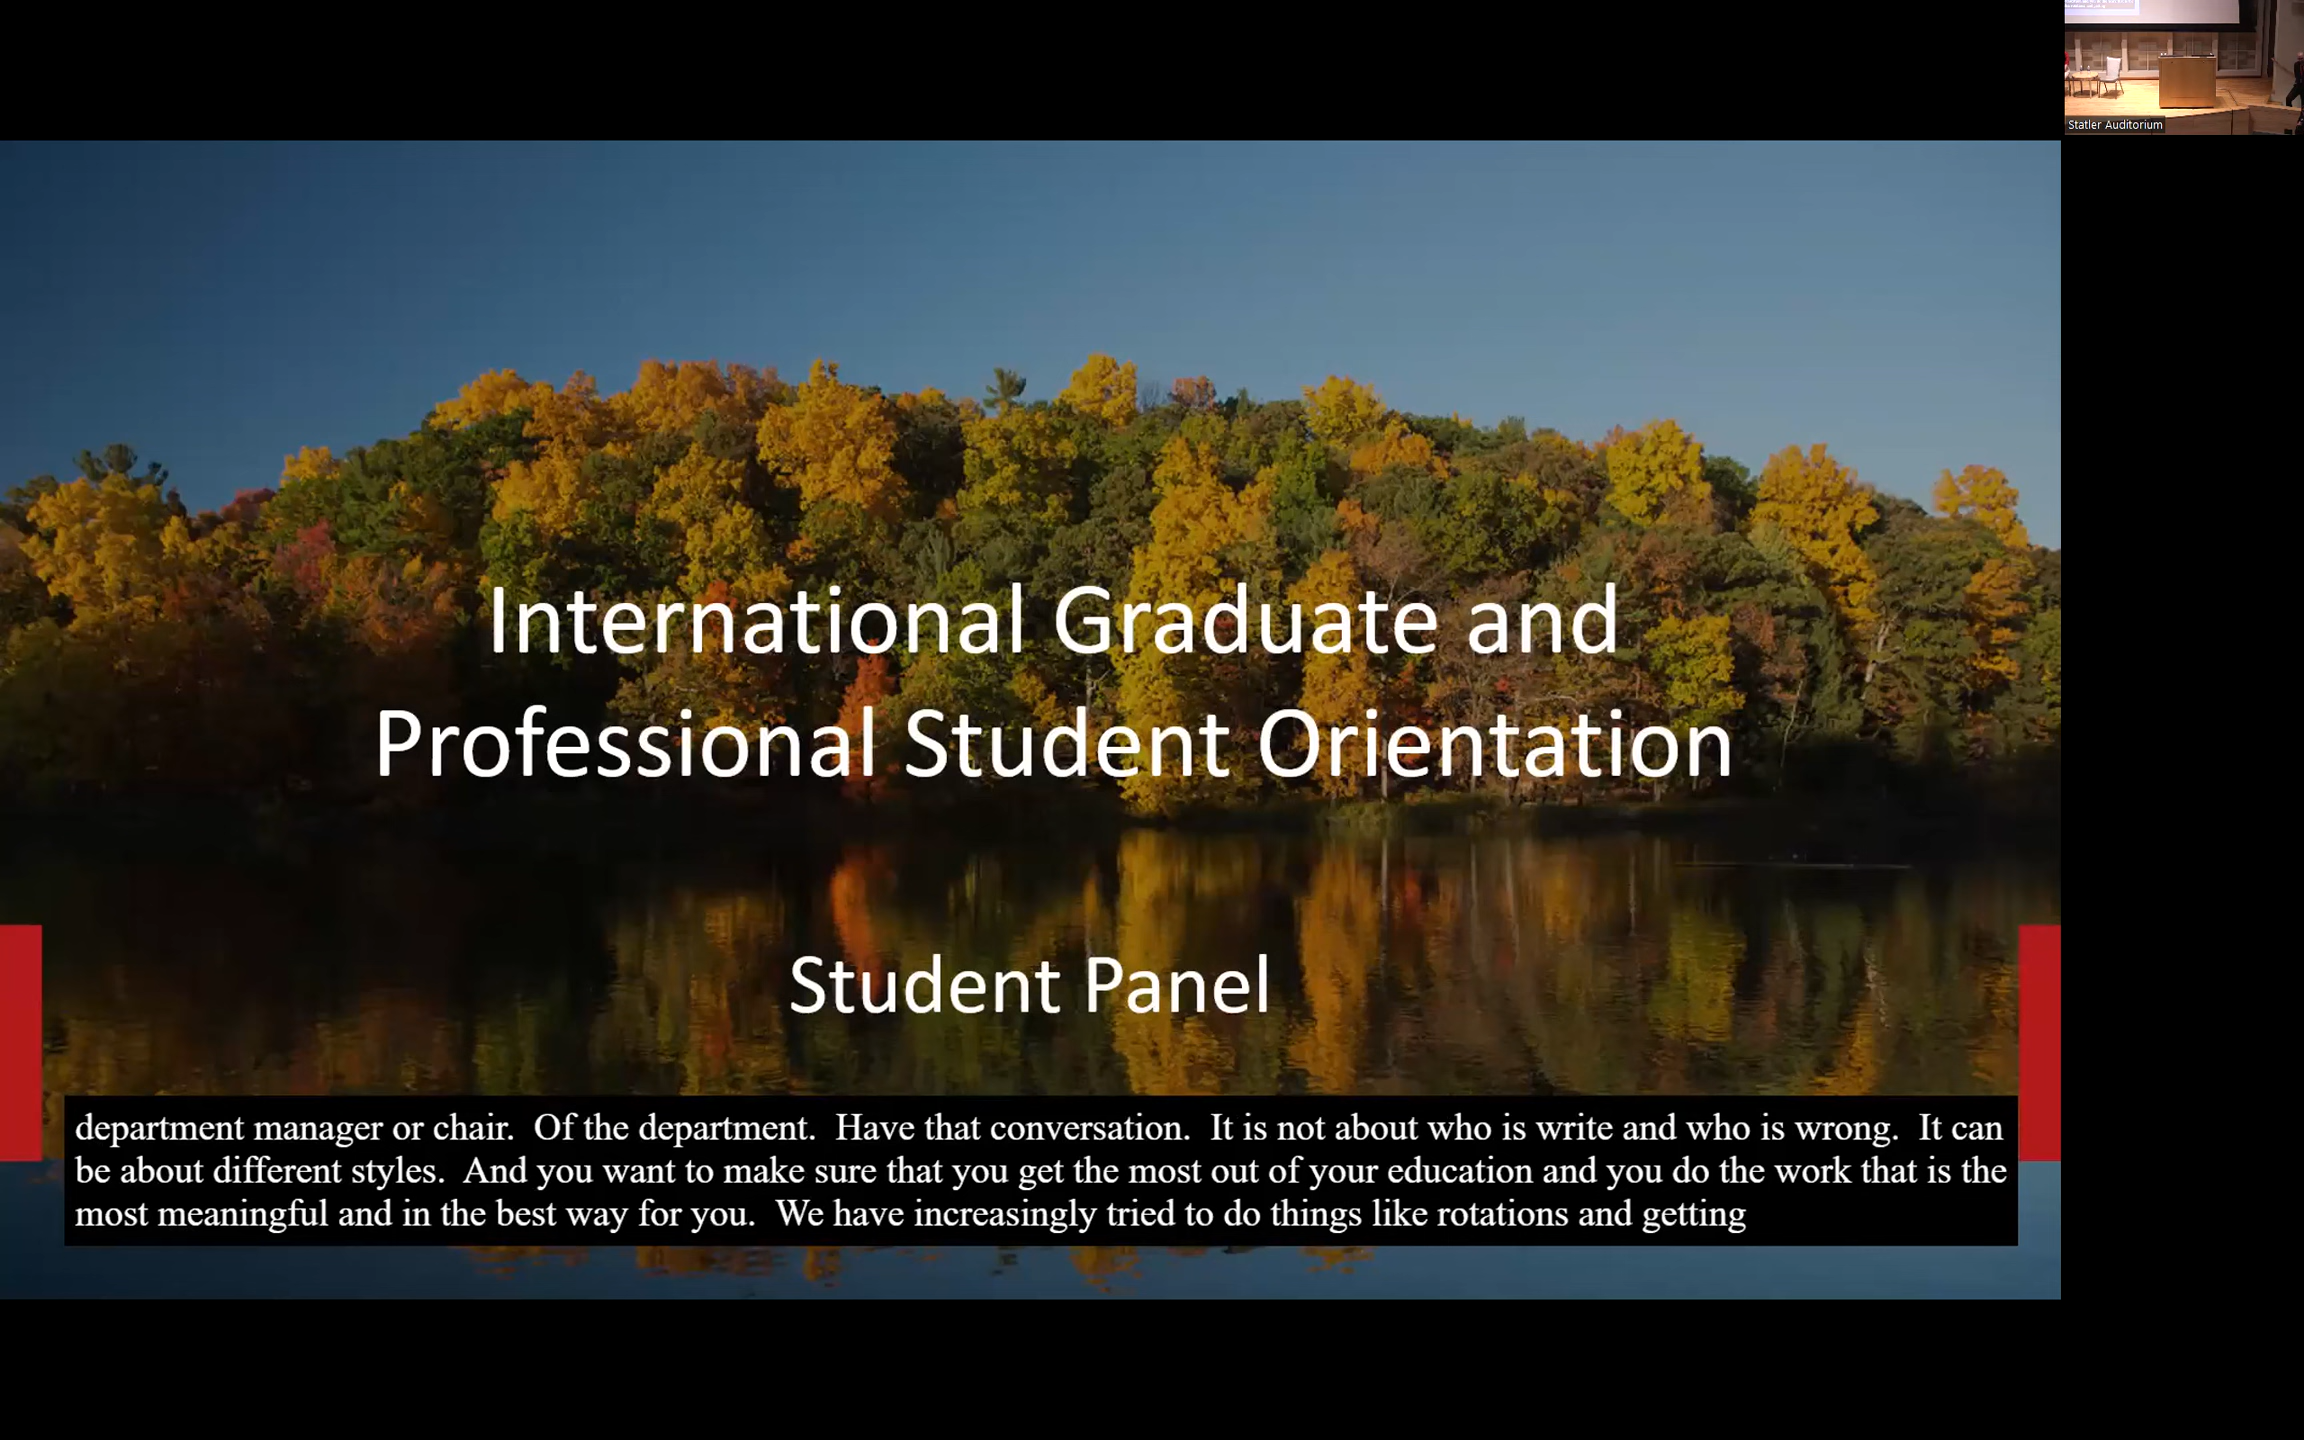 Statler Auditorium
International Graduate and
Professional Student Orientation
Student Panel
department manager or chair.  Of the department.  Have that conversation.  It is not about who is write and who is wrong.  It can
be about different styles.  And you want to make sure that you get the most out of your education and you do the work that is the
most meaningful and in the best way for you.  We have increasingly tried to do things like rotations and getting